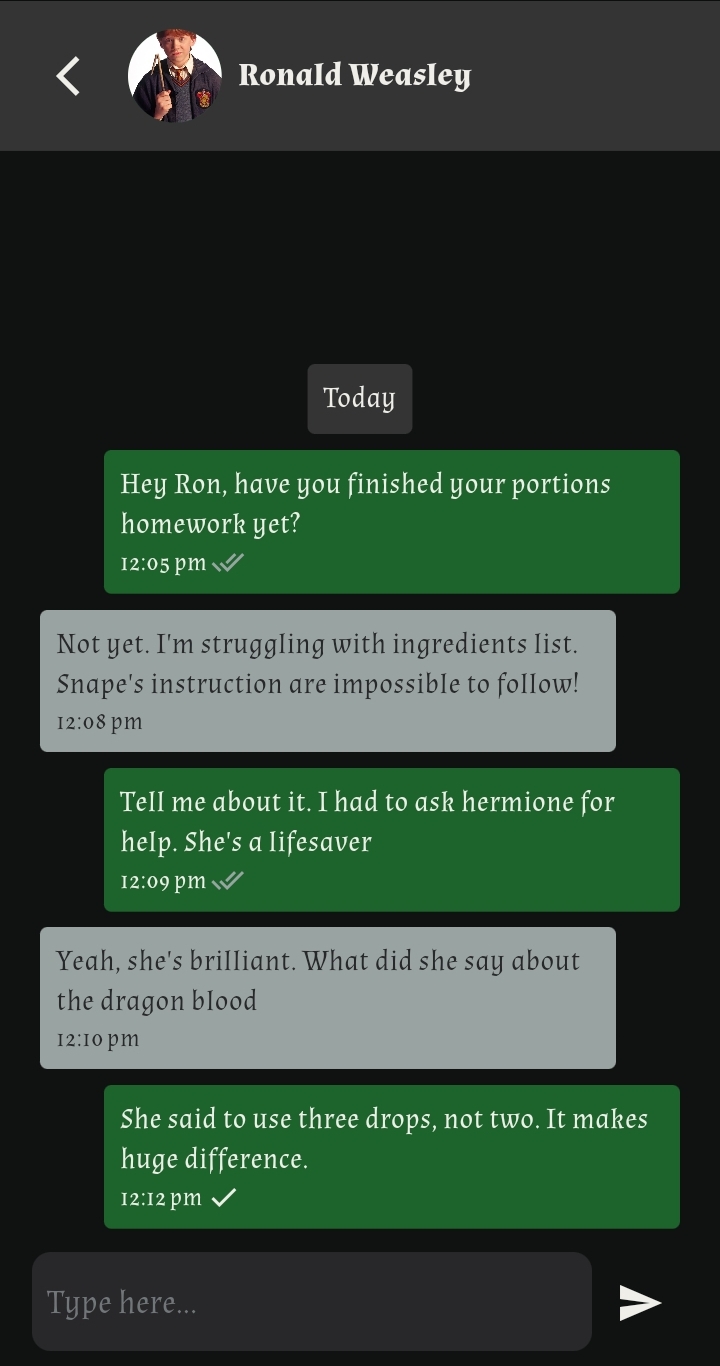 Ronald Weasley
Today
Hey Ron, have you finished your portions
homework yet?
12:05 pm
Not yet. I'm struggling with ingredients list.
Snape's instruction are impossible to follow!
12:08 pm
Tell me about it. I had to ask hermione for
help. She's a lifesaver
12:09 pm
Yeah, she's brilliant. What did she say about
the dragon blood
12:10 pm
She said to use three drops, not two. It makes
huge difference.
12:12 pm
Type here...